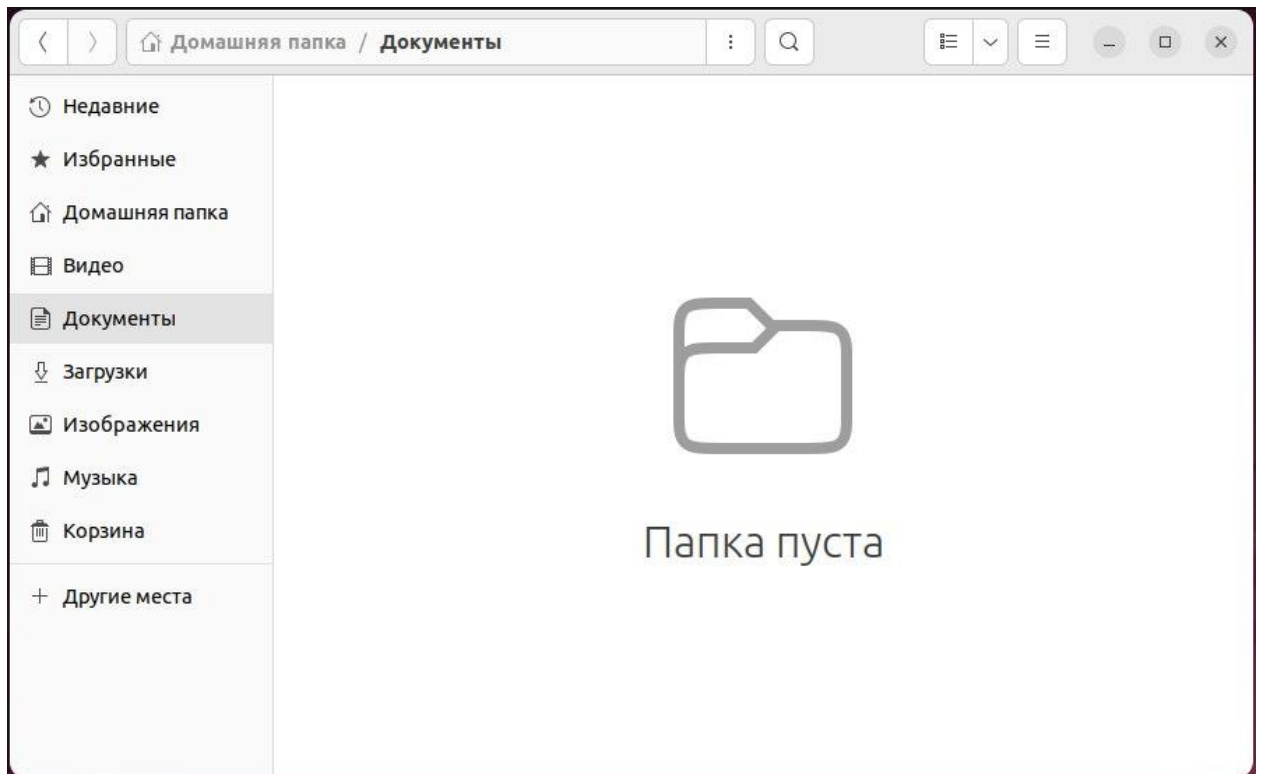 Домашняя папка / Документы
Недавние
Избранные
Домашняя папка
Видео
Документы
Загрузки
Изображения
Музыка
Корзина
Другие места
Папка пуста